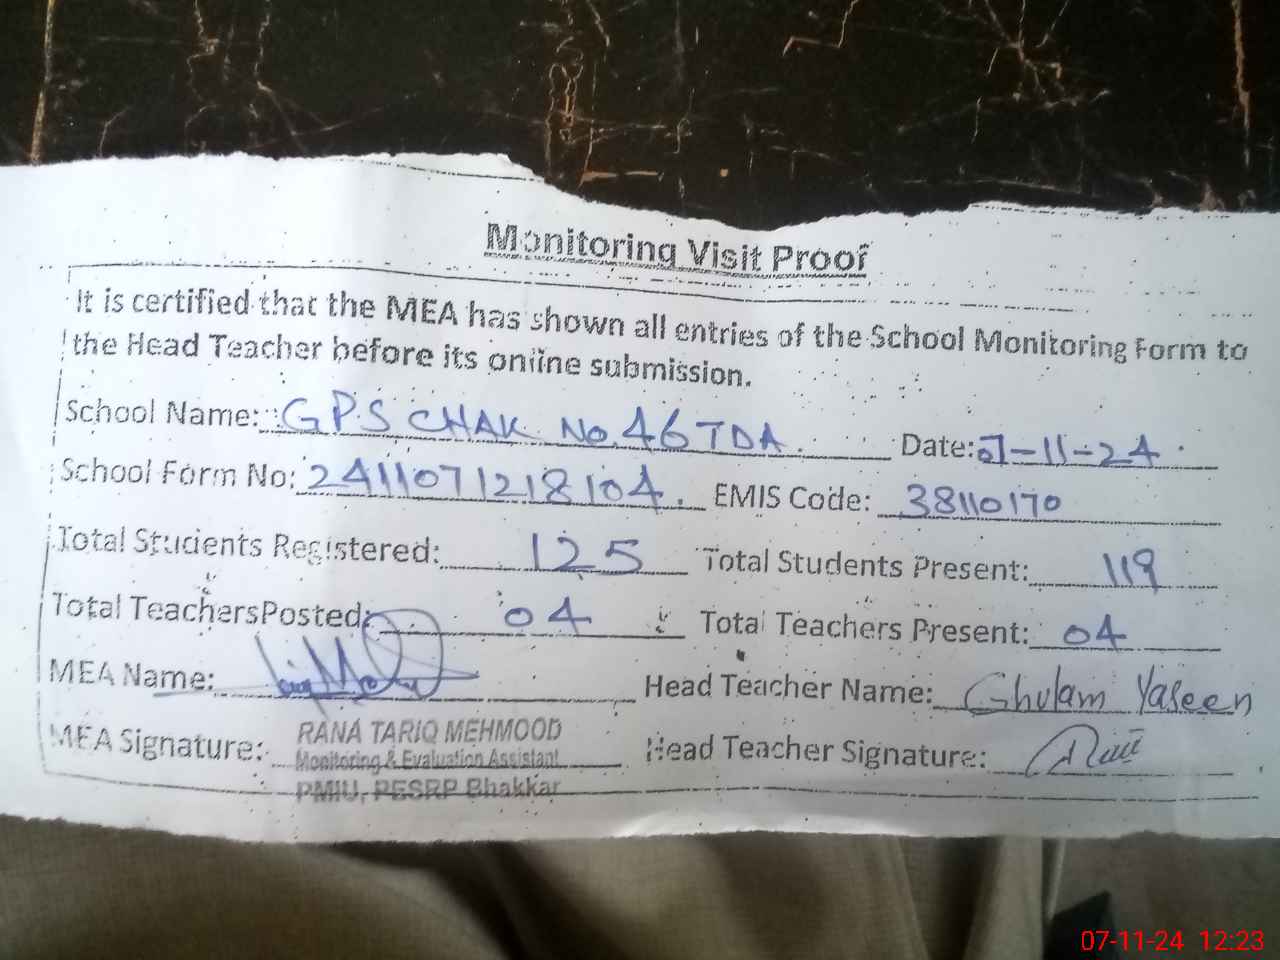 Monitoring Visit Proof
It is certified that the MEA has shown all entries of the School Monitoring Form to
the Head Teacher before its online submission.
School Name: GPS CHAK No. 46 TDA. Date: 07-11-24
School Form No: 2411071218104. EMIS Code: 38110170
Total Students Registered: 125 Total Students Present: 119
Total Teachers Posted: 04 Total Teachers Present: 04
MEA Name: Head Teacher Name: Ghulam Yaseen
MEA Signature: RANA TARIQ MEHMOOD Head Teacher Signature:
Monitoring & Evaluation Assistant
PMIU, PESRP Bhakkar
07-11-24 12:23